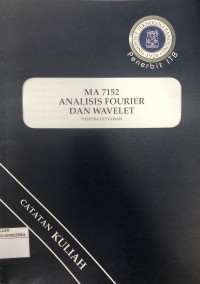 Penerbit ITB
MA 7152
ANALISIS FOURIER
DAN WAVELET
HENDRA GUNAWAN
CATATAN KULIAH